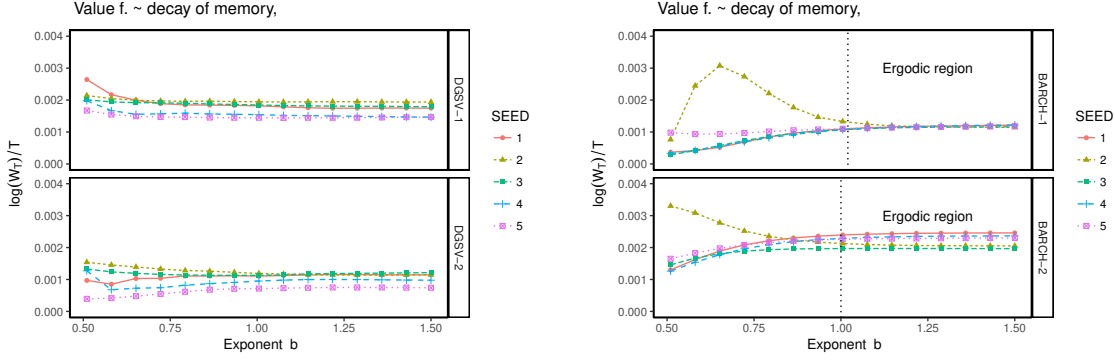 Value f. ~ decay of memory,
0.004
0.003
0.002
0.001
0.000
DGSV−1
0.004
0.003
0.002
0.001
0.000
DGSV−2
log(W_T)/T
0.50
0.75
1.00
1.25
1.50
Exponent b
SEED
1
2
3
4
5
Value f. ~ decay of memory,
0.004
0.003
0.002
0.001
0.000
Ergodic region
BARCH−1
0.004
0.003
0.002
0.001
0.000
Ergodic region
BARCH−2
log(W_T)/T
0.50
0.75
1.00
1.25
1.50
Exponent b
SEED
1
2
3
4
5